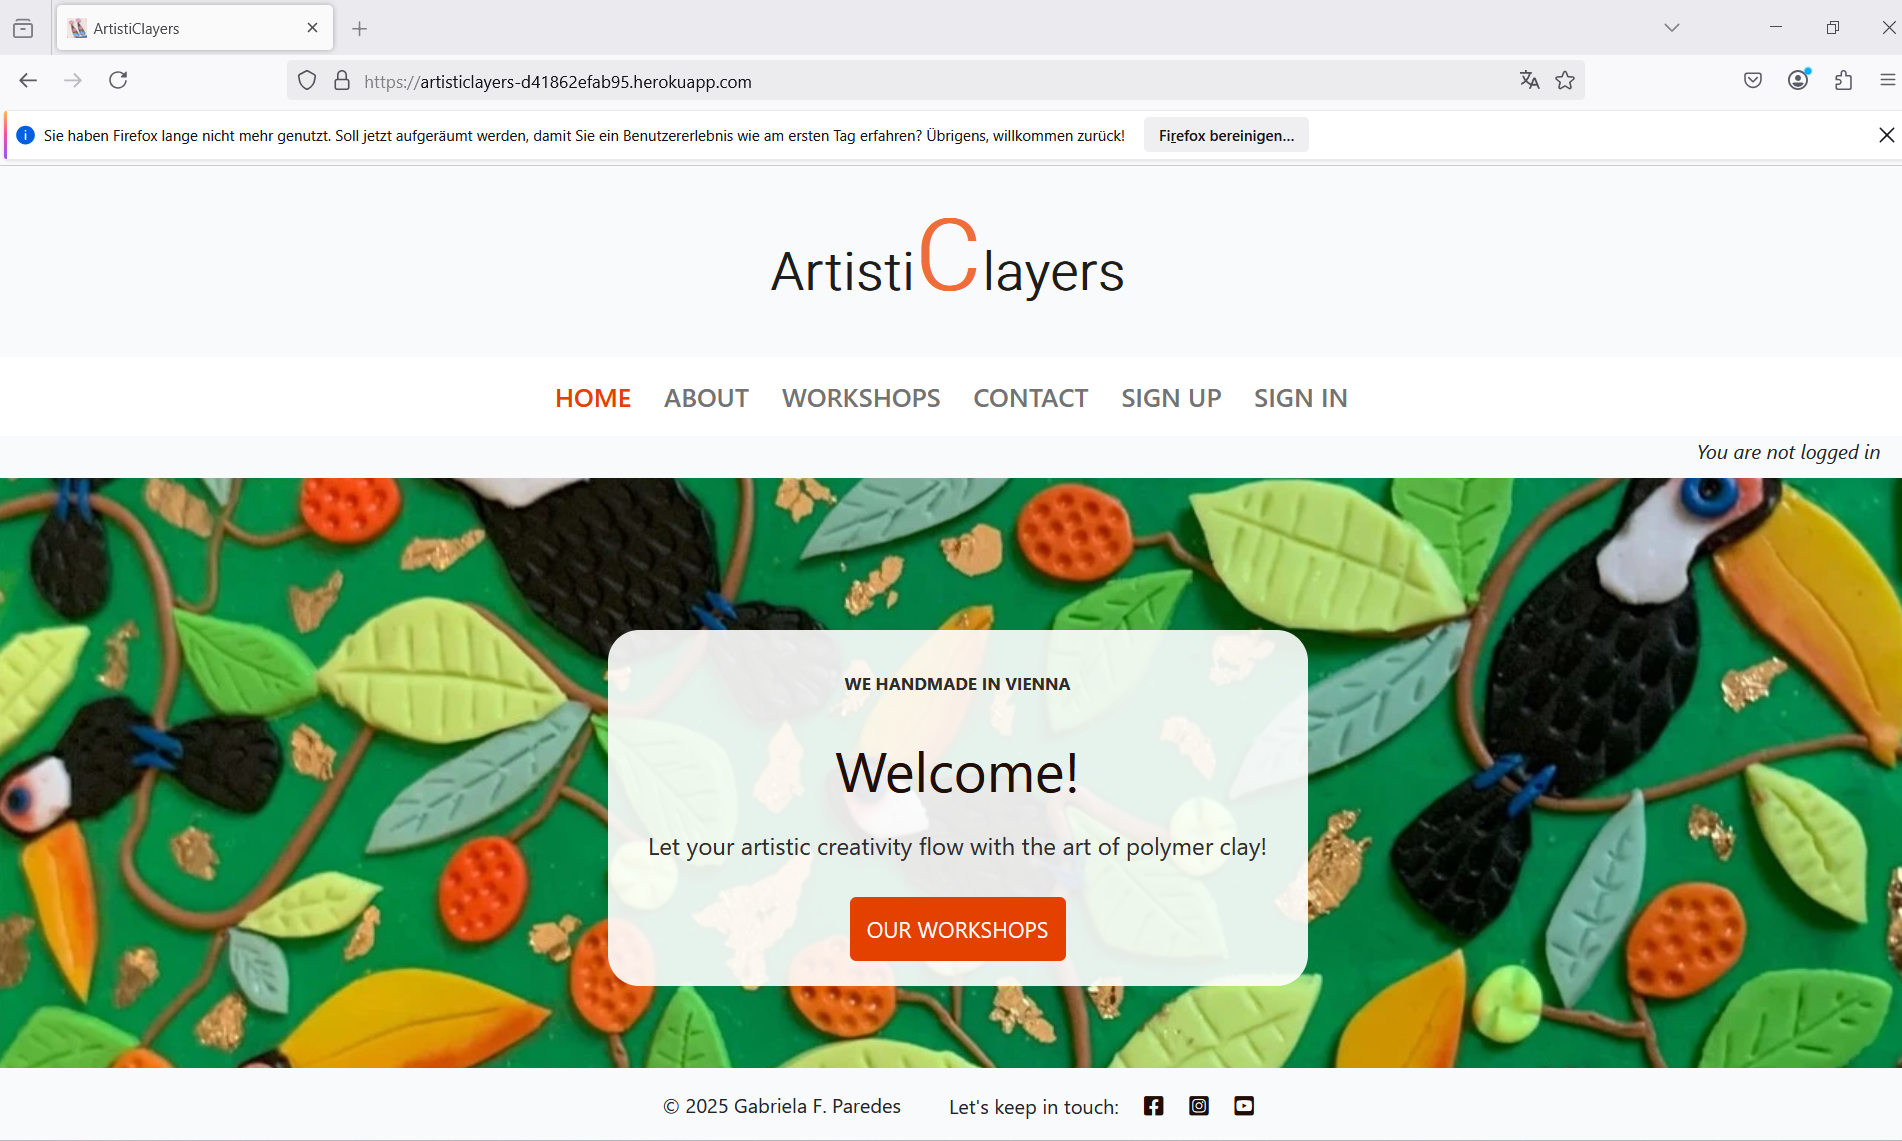 ArtistiClayers
https://artisticlayers-d41862efab95.herokuapp.com
Sie haben Firefox lange nicht mehr genutzt. Soll jetzt aufgeräumt werden, damit Sie ein Benutzererlebnis wie am ersten Tag erfahren? Übrigens, willkommen zurück! Firefox bereinigen...
ArtistiClayers
HOME ABOUT WORKSHOPS CONTACT SIGN UP SIGN IN
You are not logged in
WE HANDMADE IN VIENNA
Welcome!
Let your artistic creativity flow with the art of polymer clay!
OUR WORKSHOPS
© 2025 Gabriela F. Paredes Let's keep in touch: